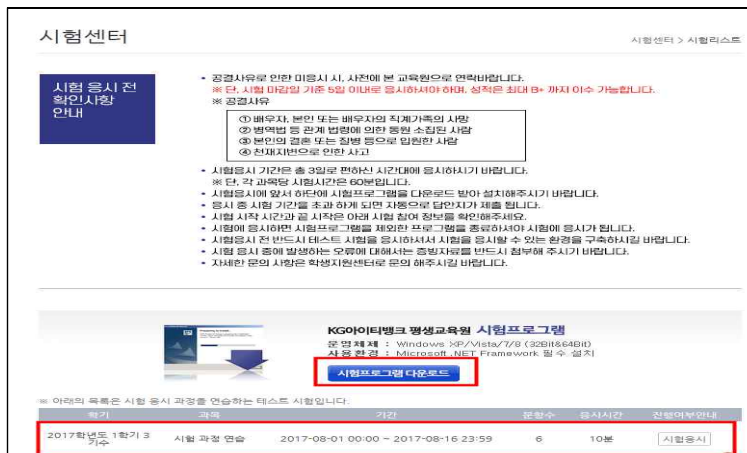 시험센터
시험센터 > 시험리스트
시험 응시 전
확인사항
안내
• 공결사유로 인한 미응시 시, 사전에 본 교육원으로 연락바랍니다.
※ 단, 시험 마감일 기준 5일 이내로 응시하셔야 하며, 성적은 최대 B+ 까지 이수 가능합니다.
※ 공결사유
① 배우자, 본인 또는 배우자의 직계가족의 사망
② 병역법 등 관계 법령에 의한 동원 소집된 사람
③ 본인의 결혼 또는 질병 등으로 입원한 사람
④ 천재지변으로 인한 사고
• 시험응시 기간은 총 3일로 편하신 시간대에 응시하시기 바랍니다.
※ 단, 각 과목당 시험시간은 60분입니다.
• 시험응시에 앞서 하단에 시험프로그램을 다운로드 받아 설치해주시기 바랍니다.
• 응시 중 시험 기간을 초과 하게 되면 자동으로 답안지가 제출 됩니다.
• 시험 시작 시간과 끝 시작은 아래 시험 참여 정보를 확인해주세요.
• 시험에 응시하면 시험프로그램을 제외한 프로그램을 종료하셔야 시험에 응시가 됩니다.
• 시험응시 전 반드시 테스트 시험을 응시하셔서 시험을 응시할 수 있는 환경을 구축하시길 바랍니다.
• 시험 응시 중에 발생하는 오류에 대해서는 증빙자료를 반드시 첨부해 주시기 바랍니다.
• 자세한 문의 사항은 학생지원센터로 문의 해주시길 바랍니다.
KG아이티뱅크 평생교육원 시험프로그램
운영체제 : Windows XP/Vista/7/8 (32Bit&64Bit)
사용환경 : Microsoft .NET Framework 필수 설치
시험프로그램 다운로드
※ 아래의 목록은 시험 응시 과정을 연습하는 테스트 시험입니다.
학기 과목 기간 문항수 응시시간 진행여부안내
2017학년도 1학기 3기수 시험 과정 연습 2017-08-01 00:00 ~ 2017-08-16 23:59 6 10분 시험응시